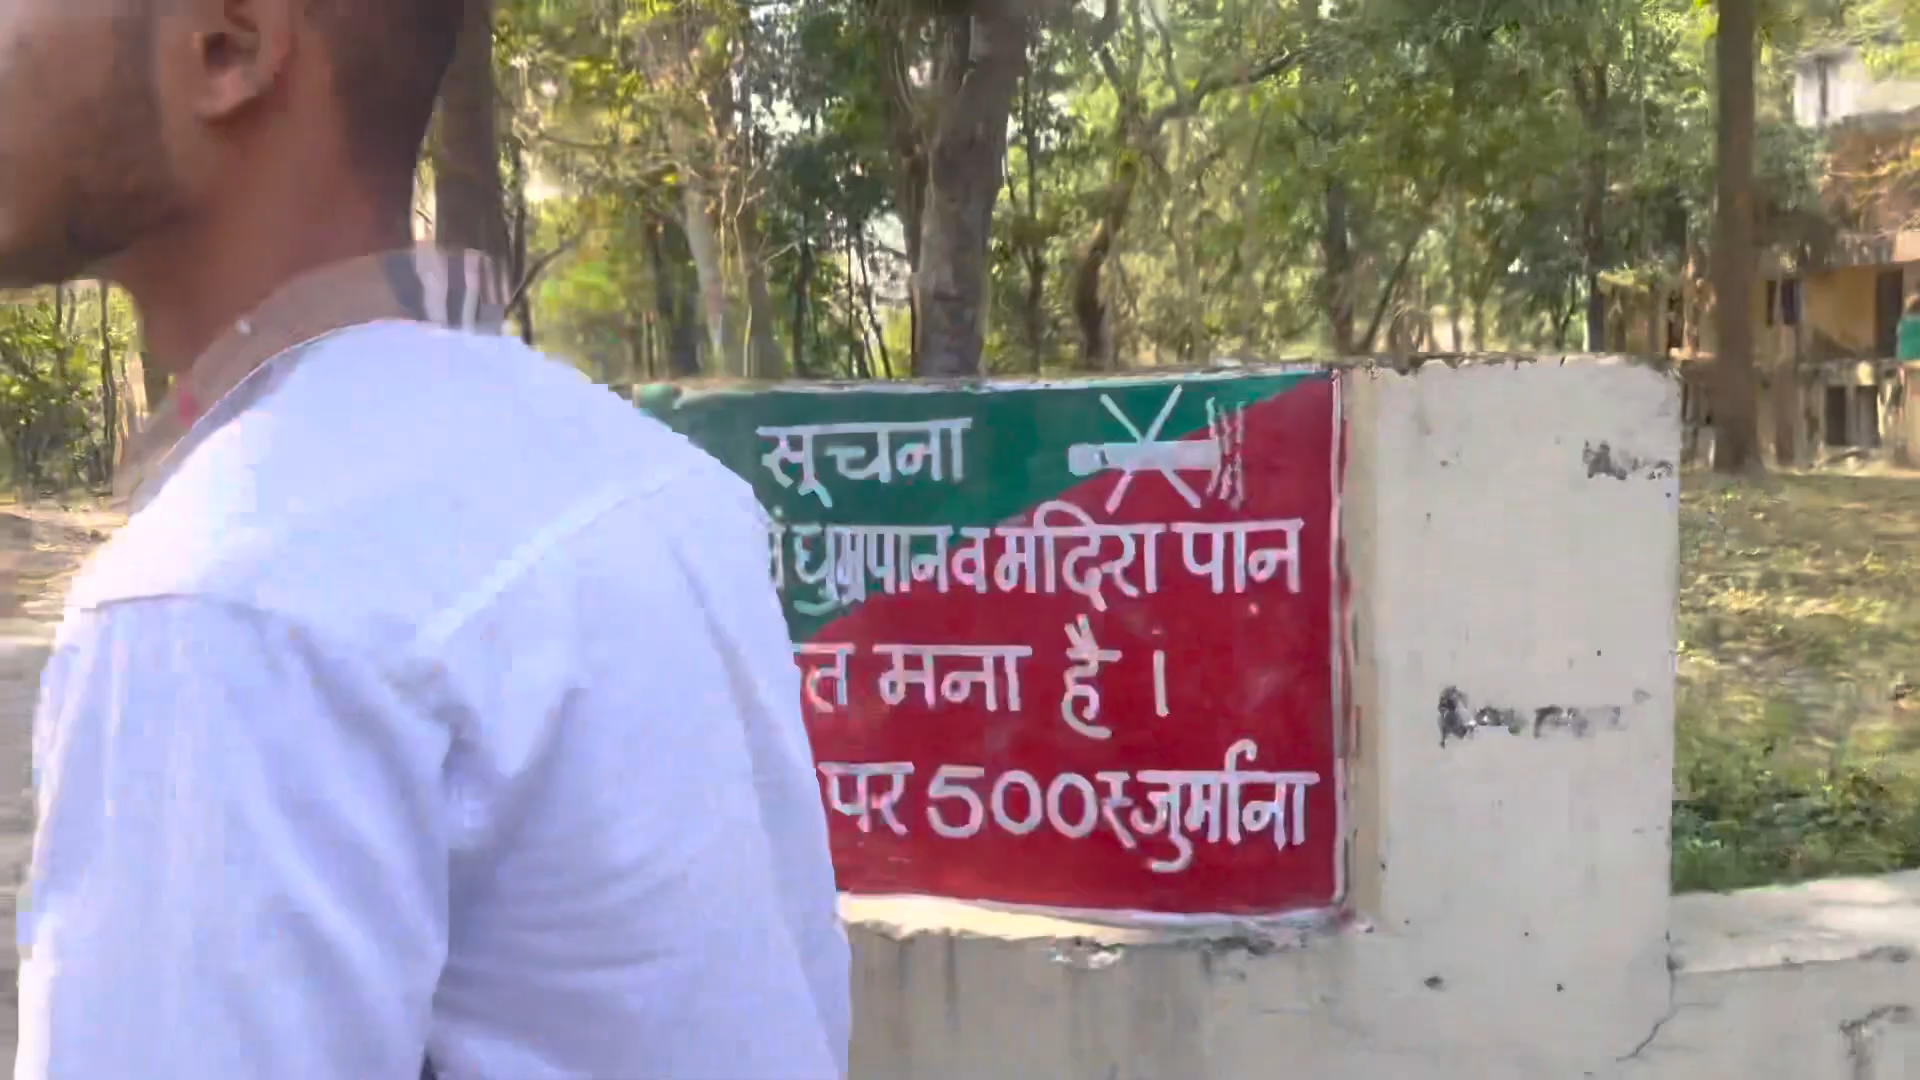 सूचना
धुम्रपान व मदिरा पान
मना है।
पर 500रु जुर्माना